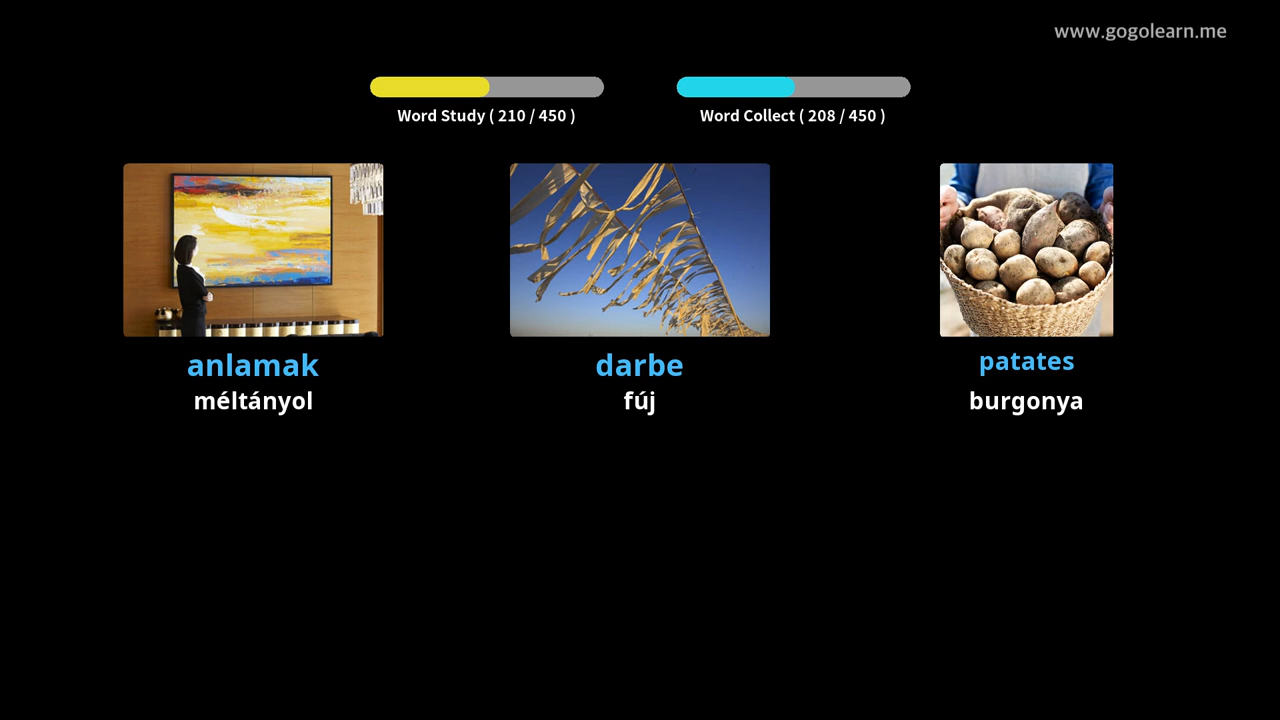 www.gogolearn.me
Word Study ( 210 / 450 )
Word Collect ( 208 / 450 )
anlamak
méltányol
darbe
fúj
patates
burgonya